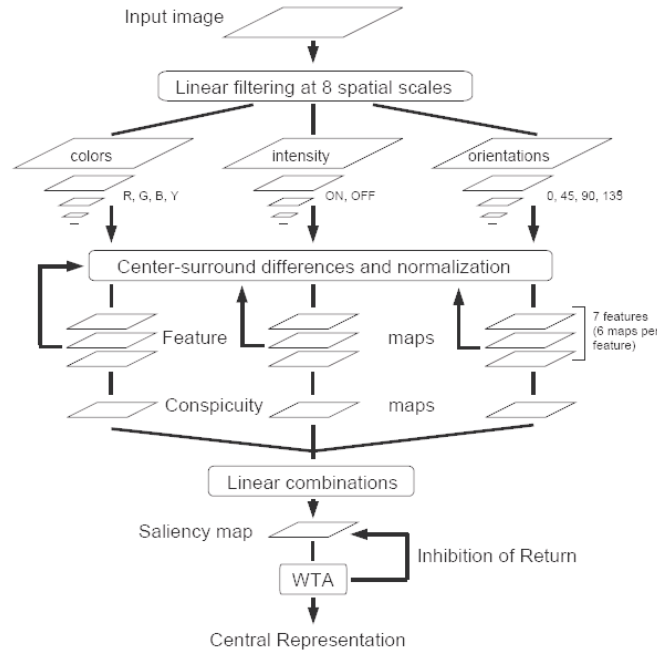 Input image
Linear filtering at 8 spatial scales
colors
intensity
orientations
R, G, B, Y
ON, OFF
0, 45, 90, 135°
Center-surround differences and normalization
7 features
(6 maps per
feature)
Feature
maps
Conspicuity
maps
Linear combinations
Saliency map
Inhibition of Return
WTA
Central Representation